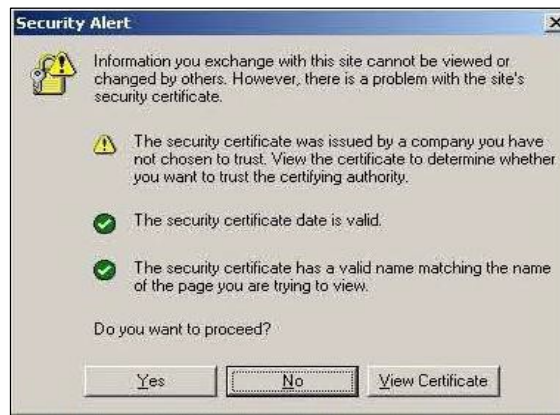 Security Alert
Information you exchange with this site cannot be viewed or
changed by others. However, there is a problem with the site's
security certificate.
The security certificate was issued by a company you have
not chosen to trust. View the certificate to determine whether
you want to trust the certifying authority.
The security certificate date is valid.
The security certificate has a valid name matching the name
of the page you are trying to view.
Do you want to proceed?
Yes
No
View Certificate